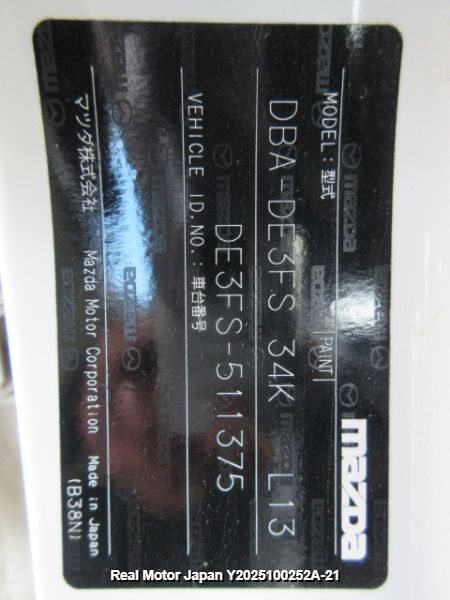 mazda
MODEL:型式 PAINT
DBA-DE3FS 34K L13
VEHICLE ID.NO.:車台番号
DE3FS-511375
マツダ株式会社 Mazda Motor Corporation Made in Japan
(B38N)
Real Motor Japan Y2025100252A-21